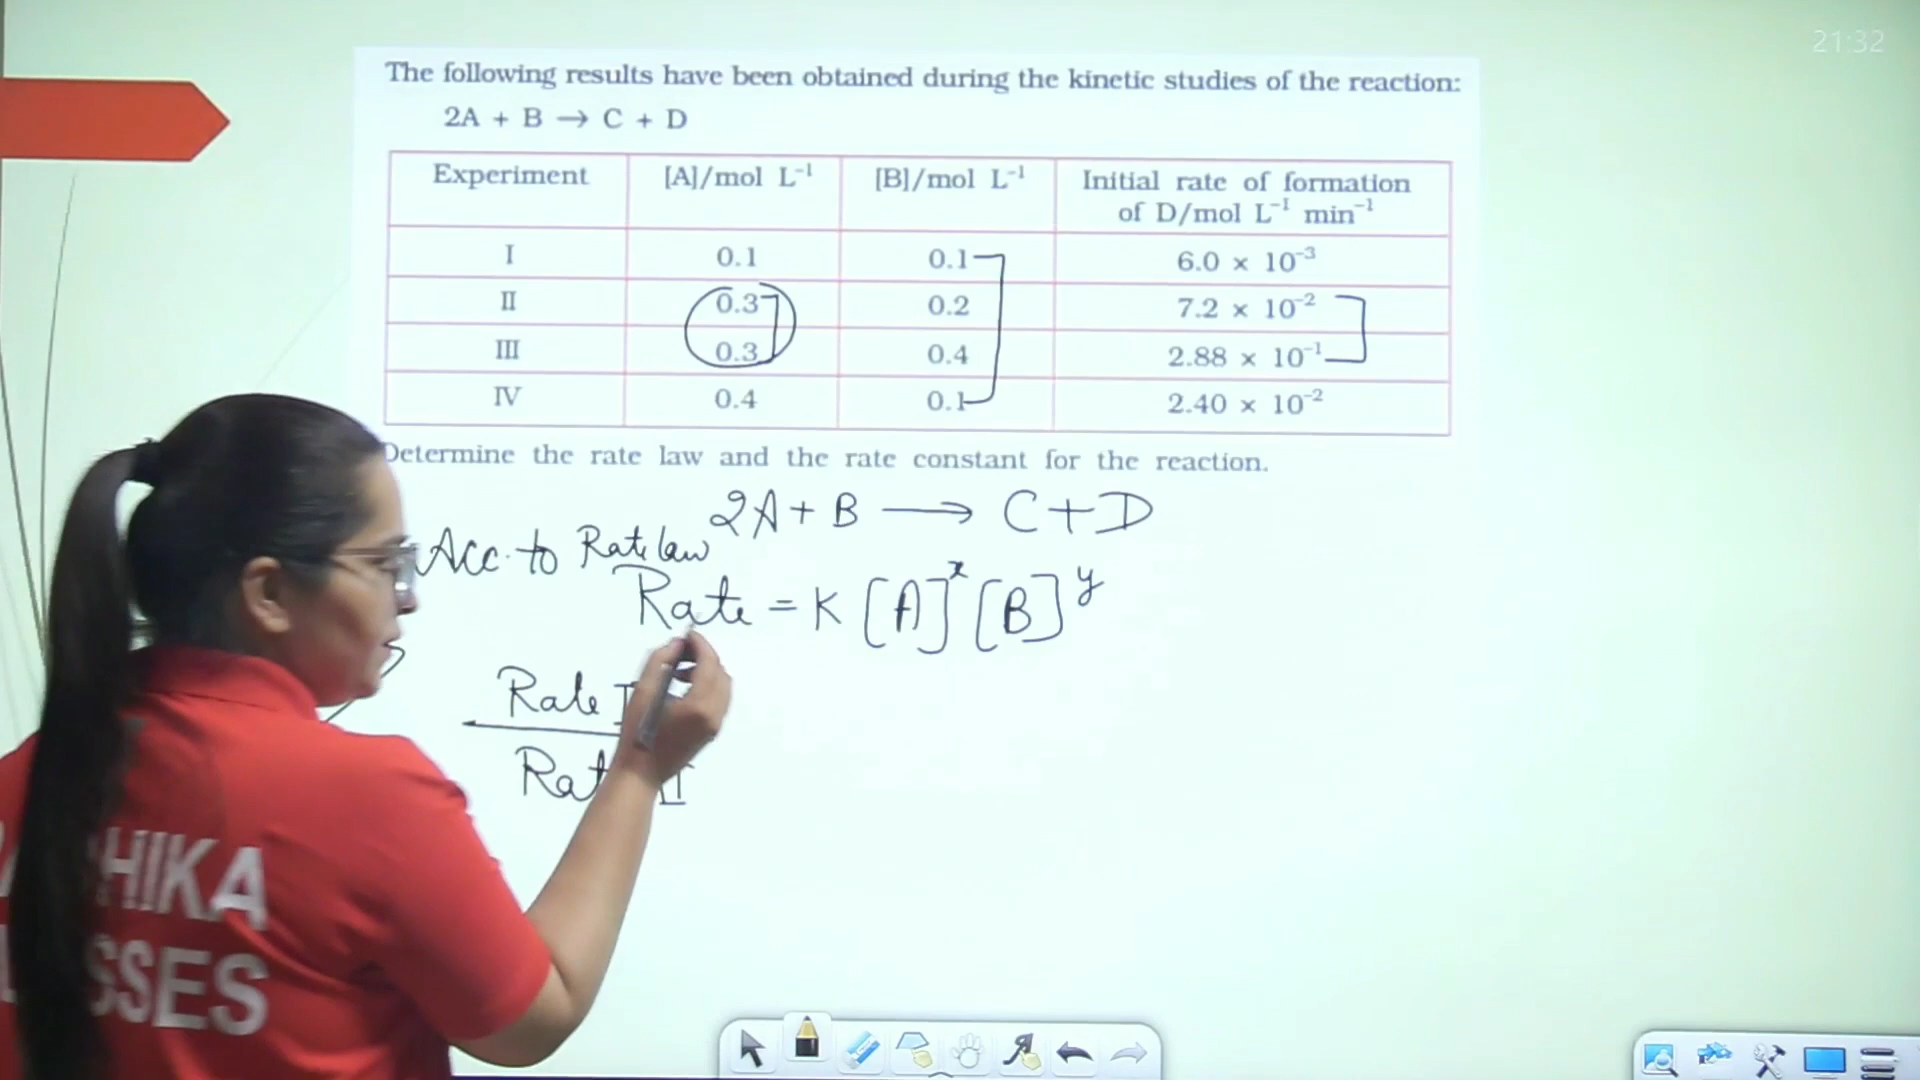 21:32
The following results have been obtained during the kinetic studies of the reaction:
2A + B → C + D
Experiment [A]/mol L⁻¹ [B]/mol L⁻¹ Initial rate of formation of D/mol L⁻¹ min⁻¹
I 0.1 0.1 6.0 × 10⁻³
II 0.3 0.2 7.2 × 10⁻²
III 0.3 0.4 2.88 × 10⁻¹
IV 0.4 0.1 2.40 × 10⁻²
Determine the rate law and the rate constant for the reaction.
2A + B → C + D
Acc. to Rate law
Rate = K [A]ˣ [B]ʸ
Rate
HIKA
SSES